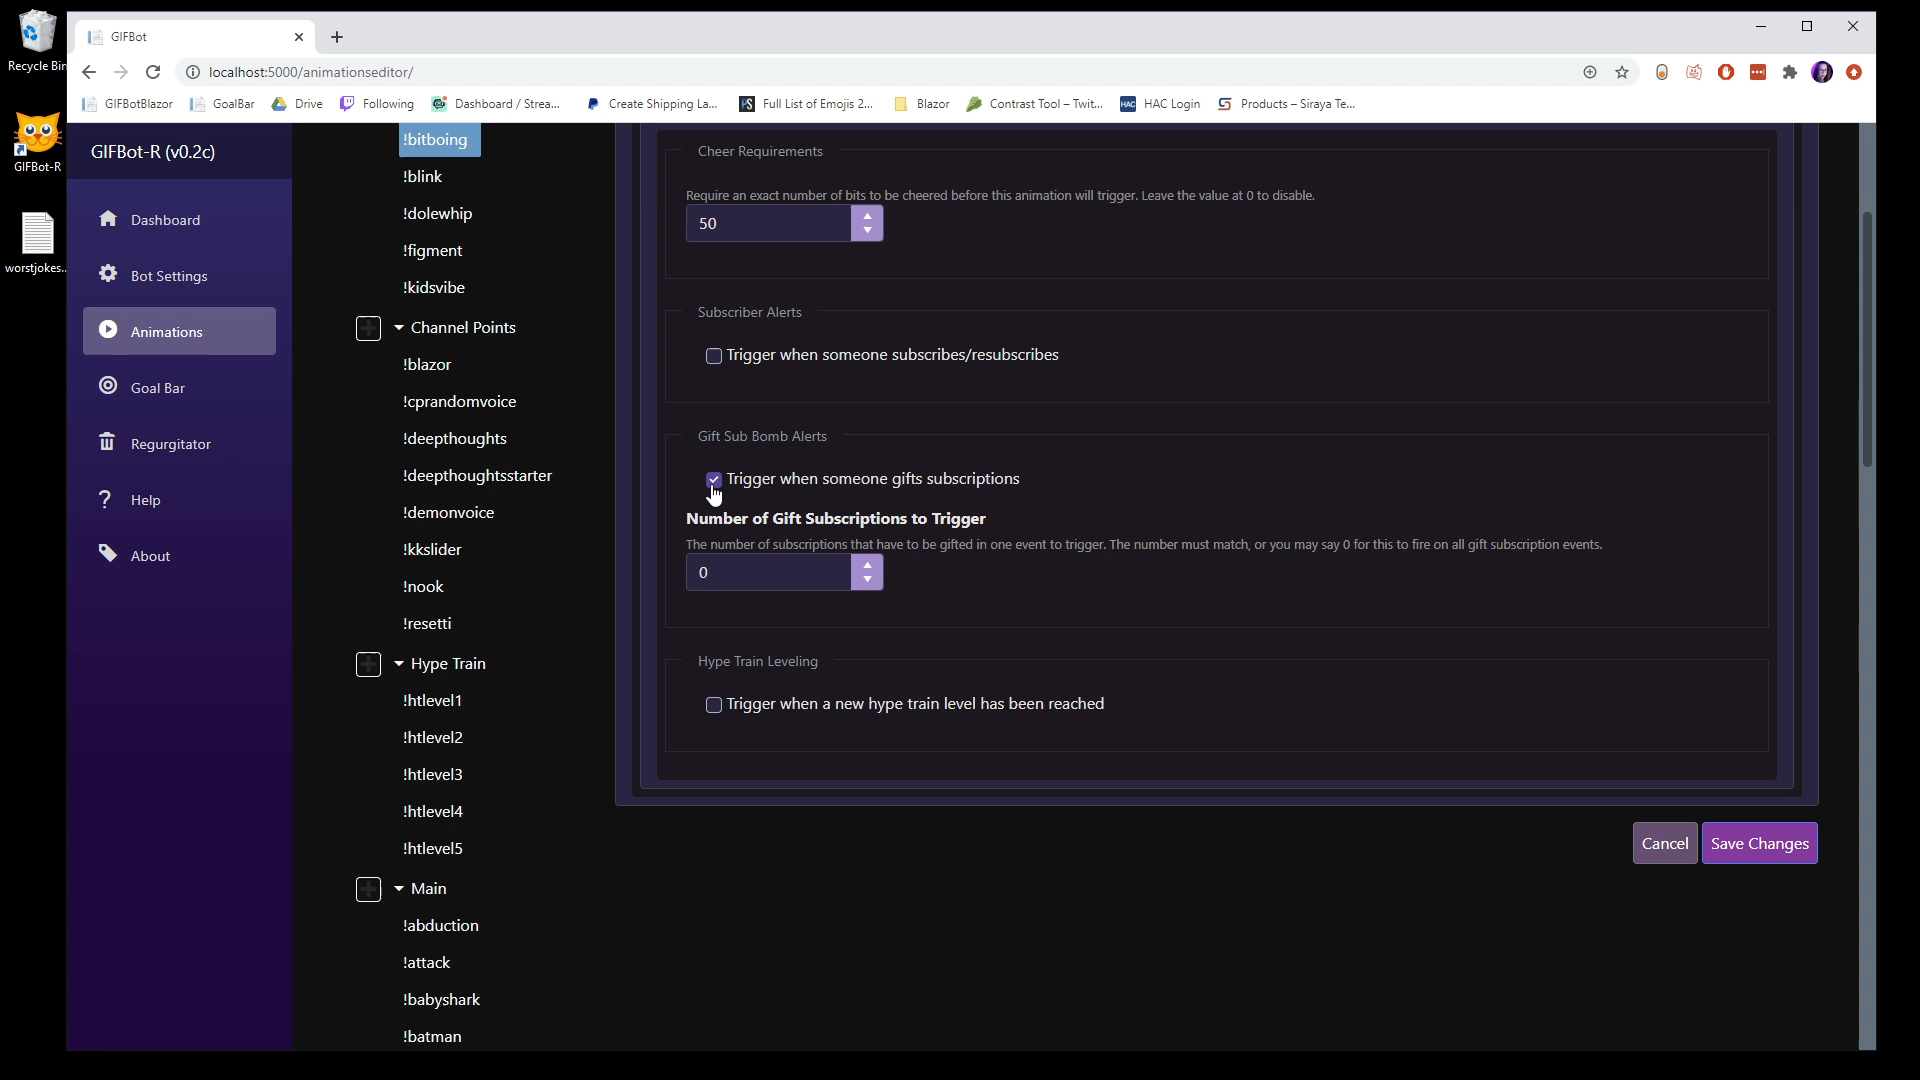 Recycle Bin
GIFBot-R
worstjokes...
GIFBot
localhost:5000/animationseditor/
GIFBotBlazor
GoalBar
Drive
Following
Dashboard / Strea...
Create Shipping La...
Full List of Emojis 2...
Blazor
Contrast Tool – Twit...
HAC
HAC Login
Products – Siraya Te...
GIFBot-R (v0.2c)
Dashboard
Bot Settings
Animations
Goal Bar
Regurgitator
Help
About
!bitboing
!blink
!dolewhip
!figment
!kidsvibe
Channel Points
!blazor
!cprandomvoice
!deepthoughts
!deepthoughtsstarter
!demonvoice
!kkslider
!nook
!resetti
Hype Train
!htlevel1
!htlevel2
!htlevel3
!htlevel4
!htlevel5
Main
!abduction
!attack
!babyshark
!batman
Cheer Requirements
Require an exact number of bits to be cheered before this animation will trigger. Leave the value at 0 to disable.
50
Subscriber Alerts
Trigger when someone subscribes/resubscribes
Gift Sub Bomb Alerts
Trigger when someone gifts subscriptions
Number of Gift Subscriptions to Trigger
The number of subscriptions that have to be gifted in one event to trigger. The number must match, or you may say 0 for this to fire on all gift subscription events.
0
Hype Train Leveling
Trigger when a new hype train level has been reached
Cancel
Save Changes